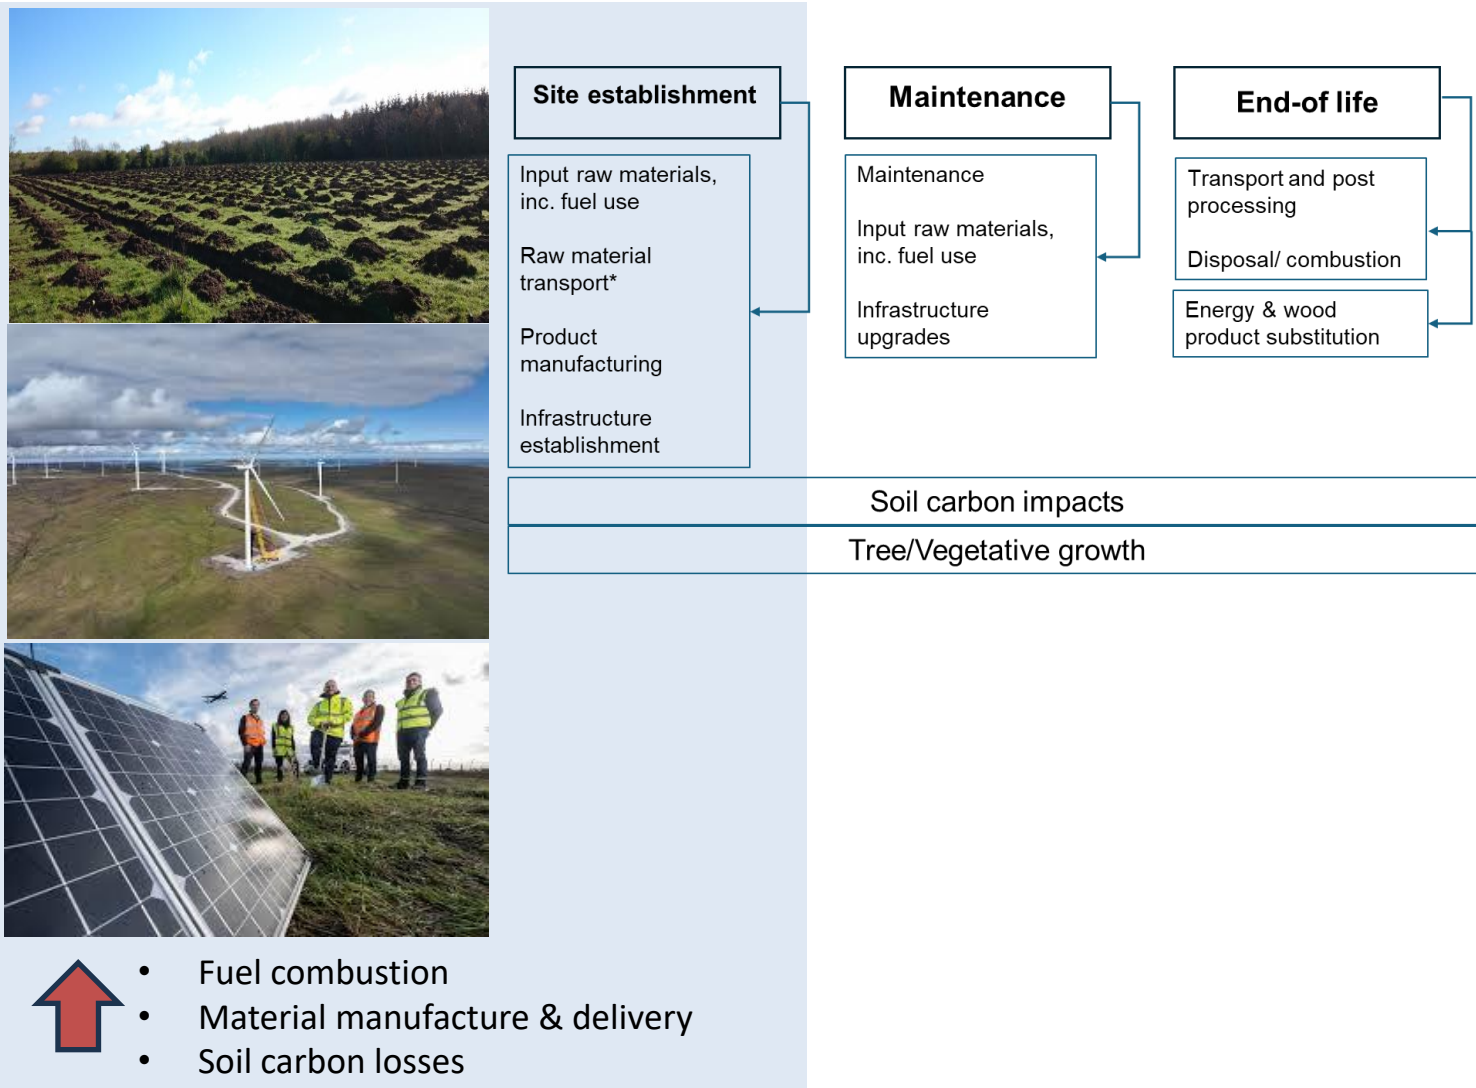 Site establishment
Input raw materials,
inc. fuel use
Raw material
transport*
Product
manufacturing
Infrastructure
establishment
Maintenance
Maintenance
Input raw materials,
inc. fuel use
Infrastructure
upgrades
End-of life
Transport and post
processing
Disposal/ combustion
Energy & wood
product substitution
Soil carbon impacts
Tree/Vegetative growth
• Fuel combustion
• Material manufacture & delivery
• Soil carbon losses